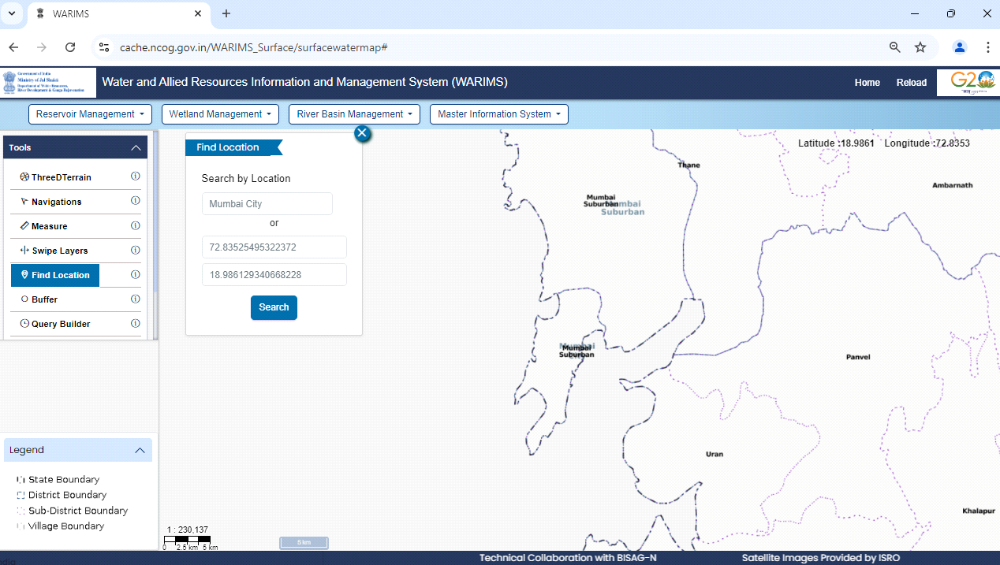 WARIMS
cache.ncog.gov.in/WARIMS_Surface/surfacewatermap#
Government of India
Ministry of Jal Shakti
Department of Water Resources,
River Development & Ganga Rejuvenation
Water and Allied Resources Information and Management System (WARIMS)
Home
Reload
G20
Reservoir Management
Wetland Management
River Basin Management
Master Information System
Tools
ThreeDTerrain
Navigations
Measure
Swipe Layers
Find Location
Buffer
Query Builder
Find Location
Search by Location
Mumbai City
or
72.83525495322372
18.986129340668228
Search
Latitude :18.9861 Longitude :72.8353
Thane
Ambarnath
Mumbai
Suburban
Mumbai
Suburban
Mumbai
Suburban
Panvel
Uran
Khalapur
Legend
State Boundary
District Boundary
Sub-District Boundary
Village Boundary
1 : 230,137
0 2.5 km 5 km
5 km
Technical Collaboration with BISAG-N
Satellite Images Provided by ISRO